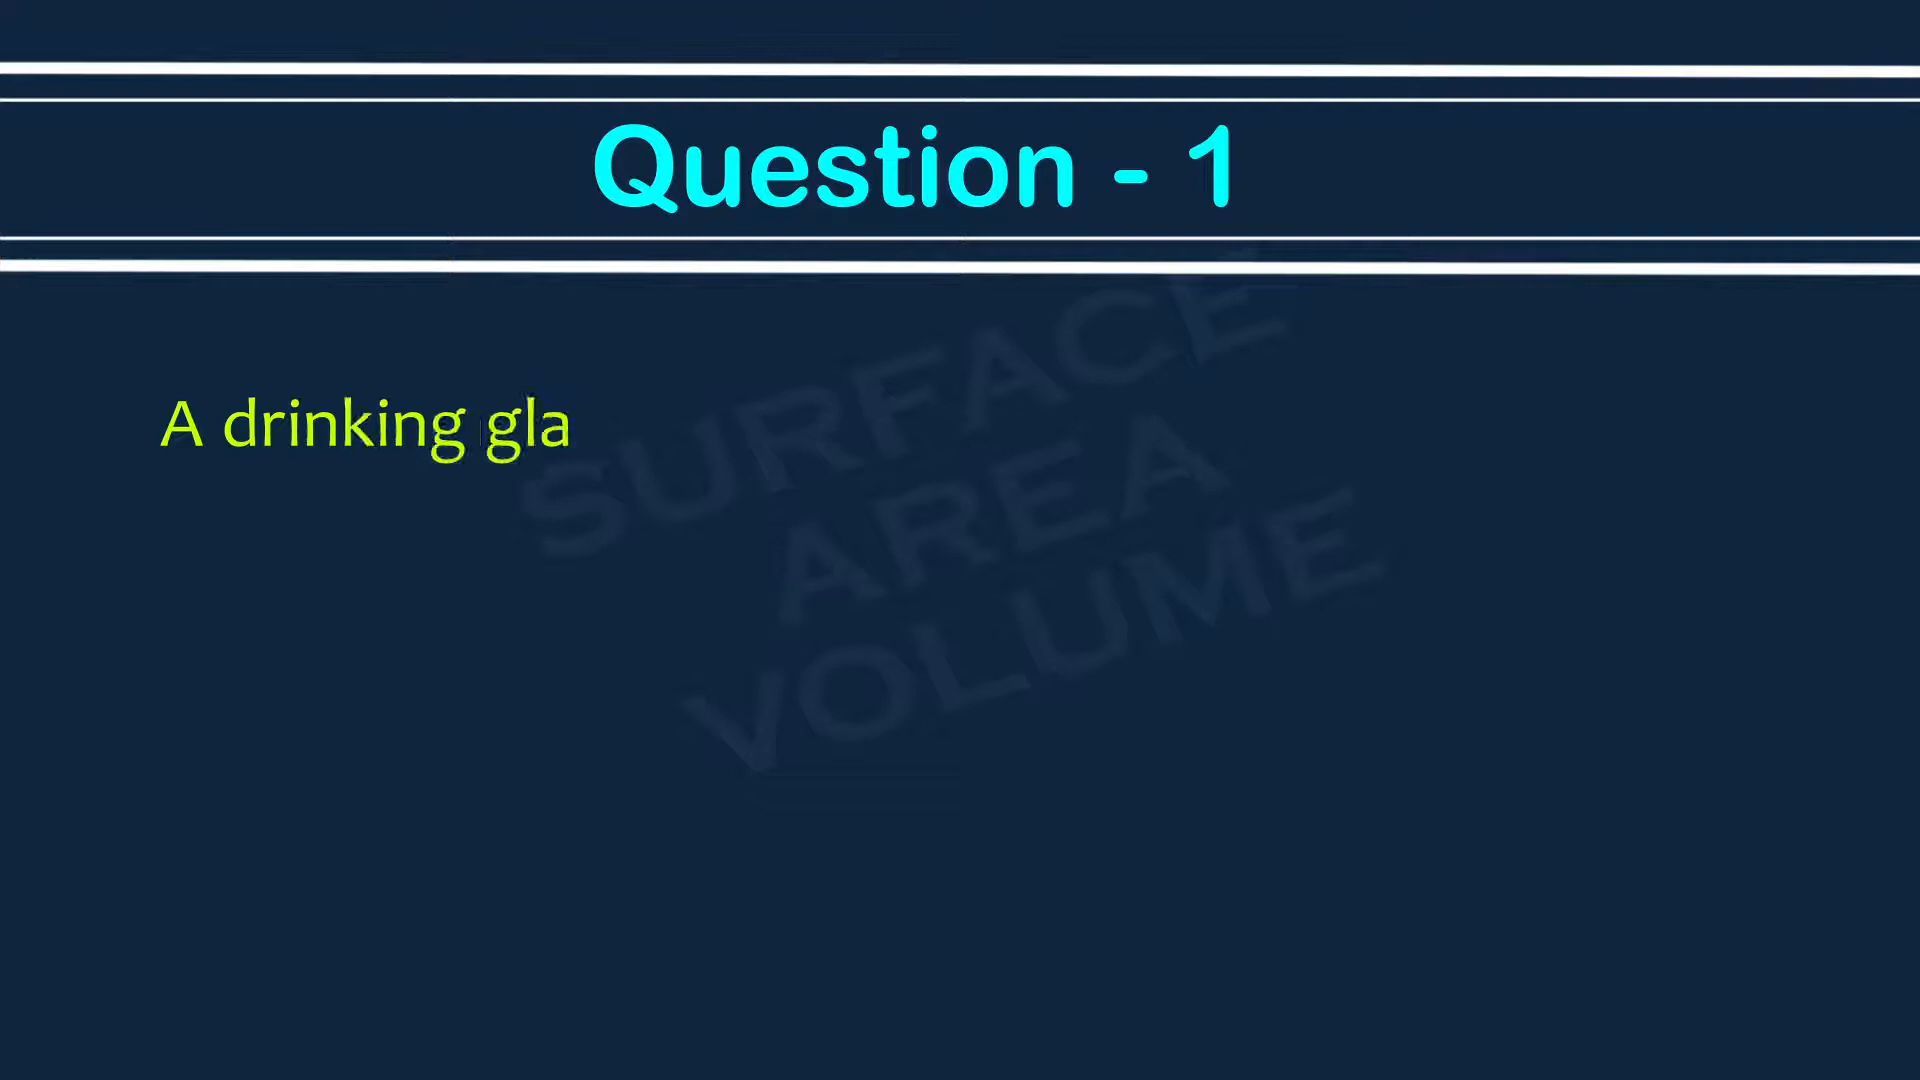 Question - 1
A drinking gla
SURFACE
AREA
VOLUME